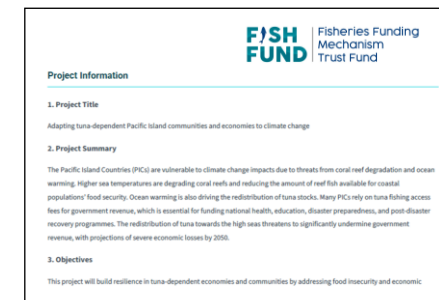 FISH FUND
Fisheries Funding
Mechanism
Trust Fund
Project Information
1. Project Title
Adapting tuna-dependent Pacific Island communities and economies to climate change
2. Project Summary
The Pacific Island Countries (PICs) are vulnerable to climate change impacts due to threats from coral reef degradation and ocean
warming. Higher sea temperatures are degrading coral reefs and reducing the amount of reef fish available for coastal
populations' food security. Ocean warming is also driving the redistribution of tuna stocks. Many PICs rely on tuna fishing access
fees for government revenue, which is essential for funding national health, education, disaster preparedness, and post-disaster
recovery programmes. The redistribution of tuna towards the high seas threatens to significantly undermine government
revenue, with projections of severe economic losses by 2050.
3. Objectives
This project will build resilience in tuna-dependent economies and communities by addressing food insecurity and economic